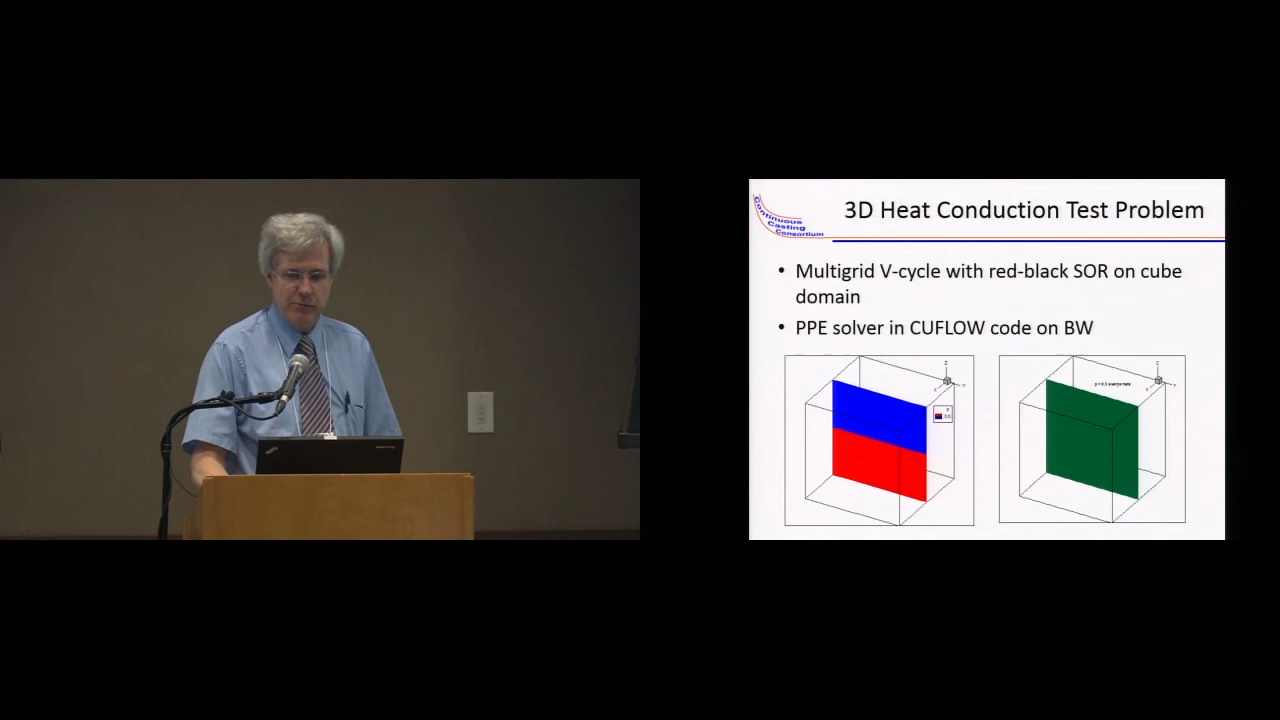 Continuous
Casting
Consortium
3D Heat Conduction Test Problem
• Multigrid V-cycle with red-black SOR on cube
domain
• PPE solver in CUFLOW code on BW
Z
Z